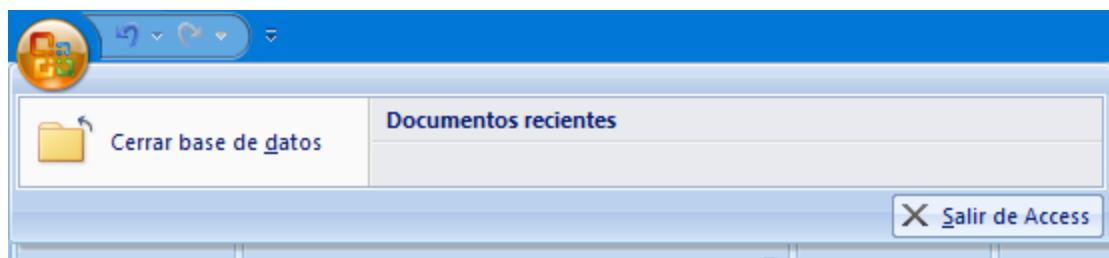 Documentos recientes
Cerrar base de datos
Salir de Access